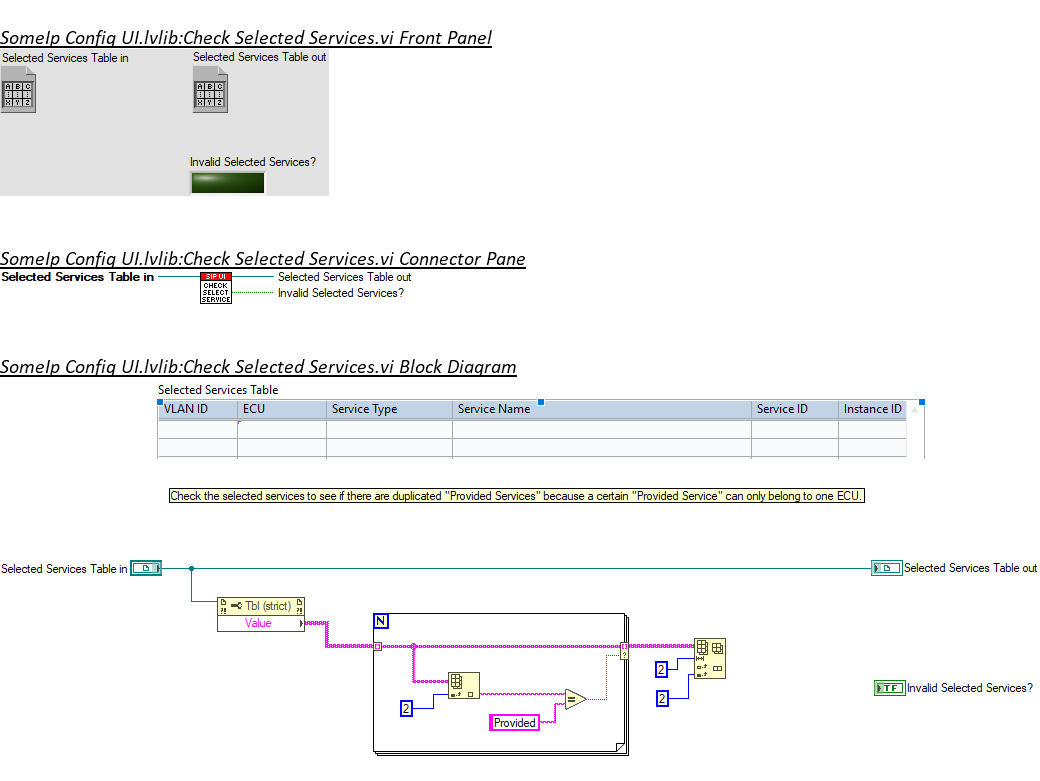 SomeIp Config UI.lvlib:Check Selected Services.vi Front Panel
Selected Services Table in
Selected Services Table out
Invalid Selected Services?
SomeIp Config UI.lvlib:Check Selected Services.vi Connector Pane
Selected Services Table in
SIP UI
CHECK
SELECT
SERVICE
Selected Services Table out
Invalid Selected Services?
SomeIp Config UI.lvlib:Check Selected Services.vi Block Diagram
Selected Services Table
VLAN ID ECU Service Type Service Name Service ID Instance ID
Check the selected services to see if there are duplicated "Provided Services" because a certain "Provided Service" can only belong to one ECU.
Selected Services Table in
Selected Services Table out
Tbl (strict)
Value
N
2
Provided
=
2
2
TF
Invalid Selected Services?